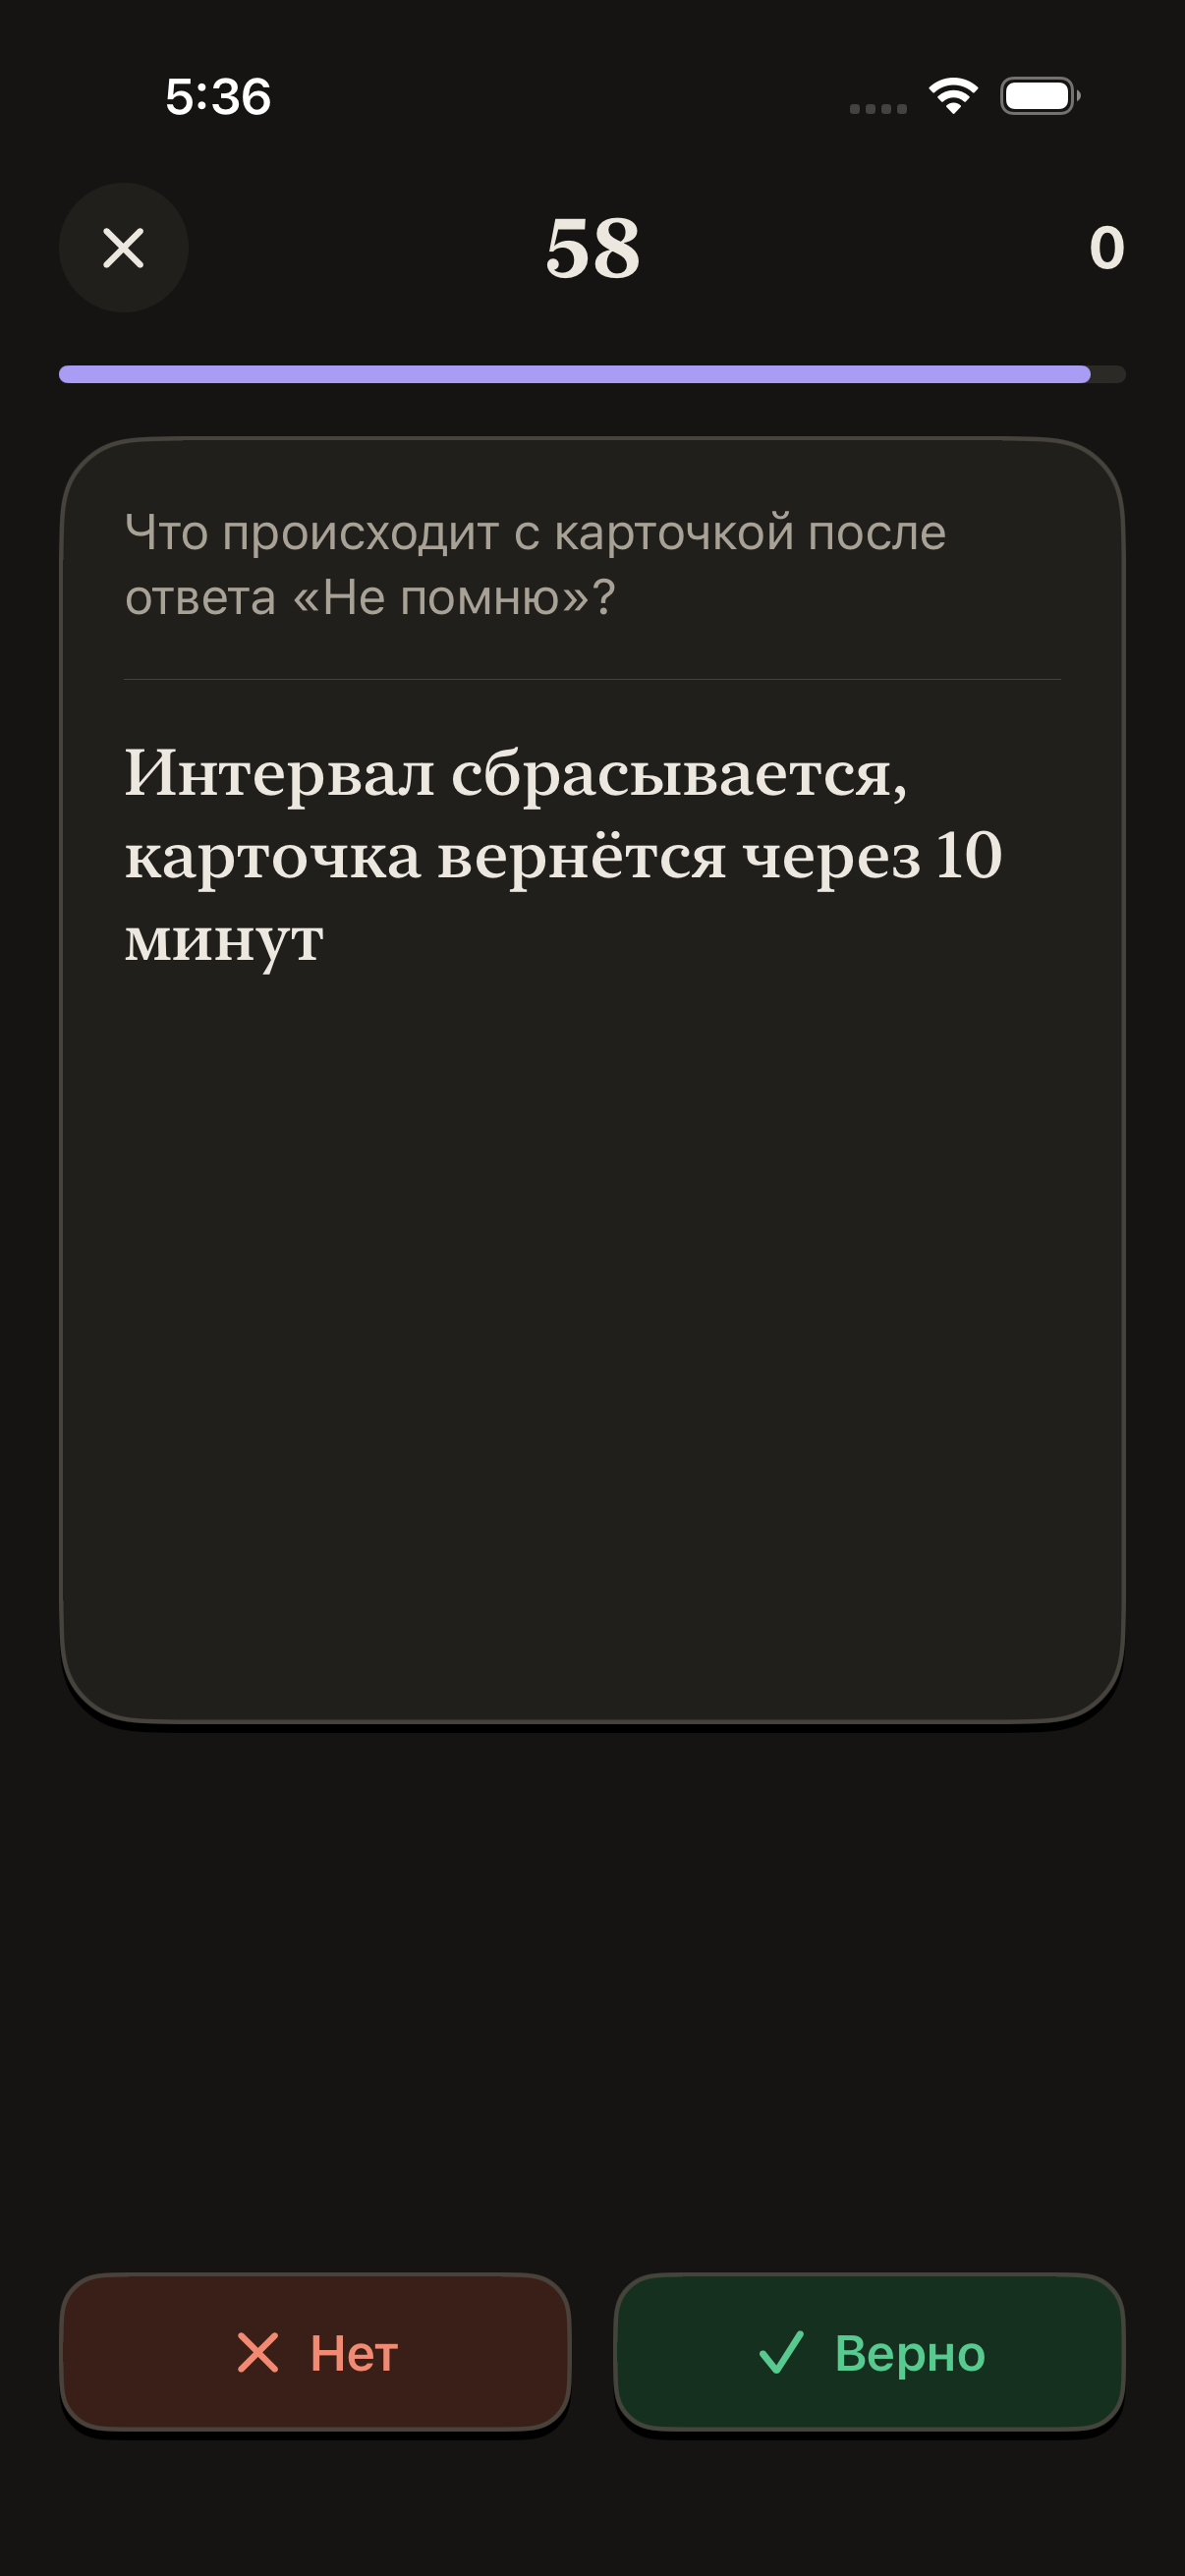 5:36
58
0
Что происходит с карточкой после
ответа «Не помню»?
Интервал сбрасывается,
карточка вернётся через 10
минут
Нет
Верно